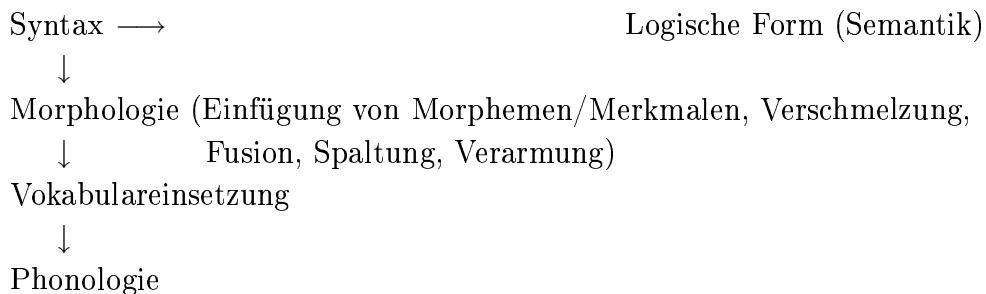 Syntax ⟶ Logische Form (Semantik)
↓
Morphologie (Einfügung von Morphemen/Merkmalen, Verschmelzung,
↓ Fusion, Spaltung, Verarmung)
Vokabulareinsetzung
↓
Phonologie